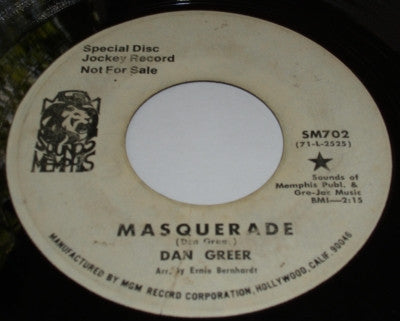 Special Disc
Jockey Record
Not For Sale
SOUNDS
OF
MEMPHIS
SM702
(71-L-2525)
Sounds of
Memphis Publ. &
Gre-Jac Music
BMI—2:15
MASQUERADE
(Dan Greer)
DAN GREER
Arr. by Ernie Bernhardt
MANUFACTURED BY MGM RECORD CORPORATION, HOLLYWOOD, CALIF. 90046